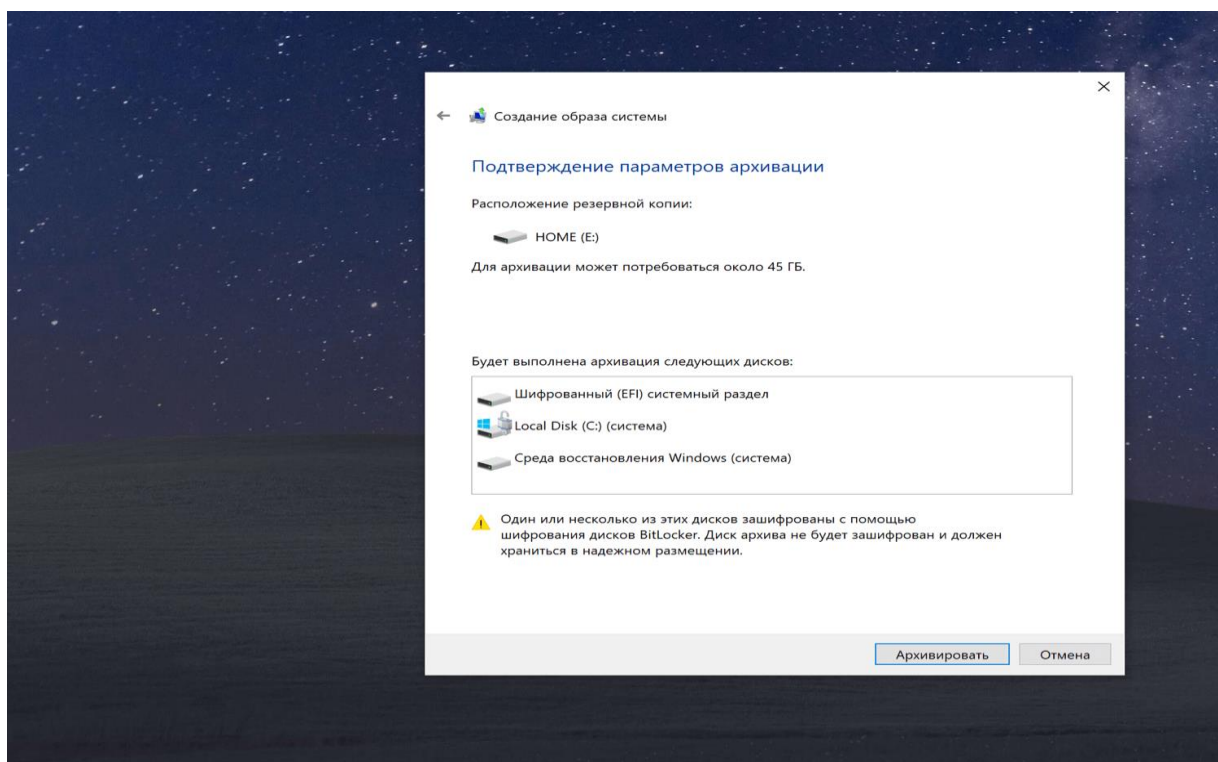 Создание образа системы
Подтверждение параметров архивации
Расположение резервной копии:
HOME (E:)
Для архивации может потребоваться около 45 ГБ.
Будет выполнена архивация следующих дисков:
Шифрованный (EFI) системный раздел
Local Disk (C:) (система)
Среда восстановления Windows (система)
Один или несколько из этих дисков зашифрованы с помощью
шифрования дисков BitLocker. Диск архива не будет зашифрован и должен
храниться в надежном размещении.
Архивировать Отмена